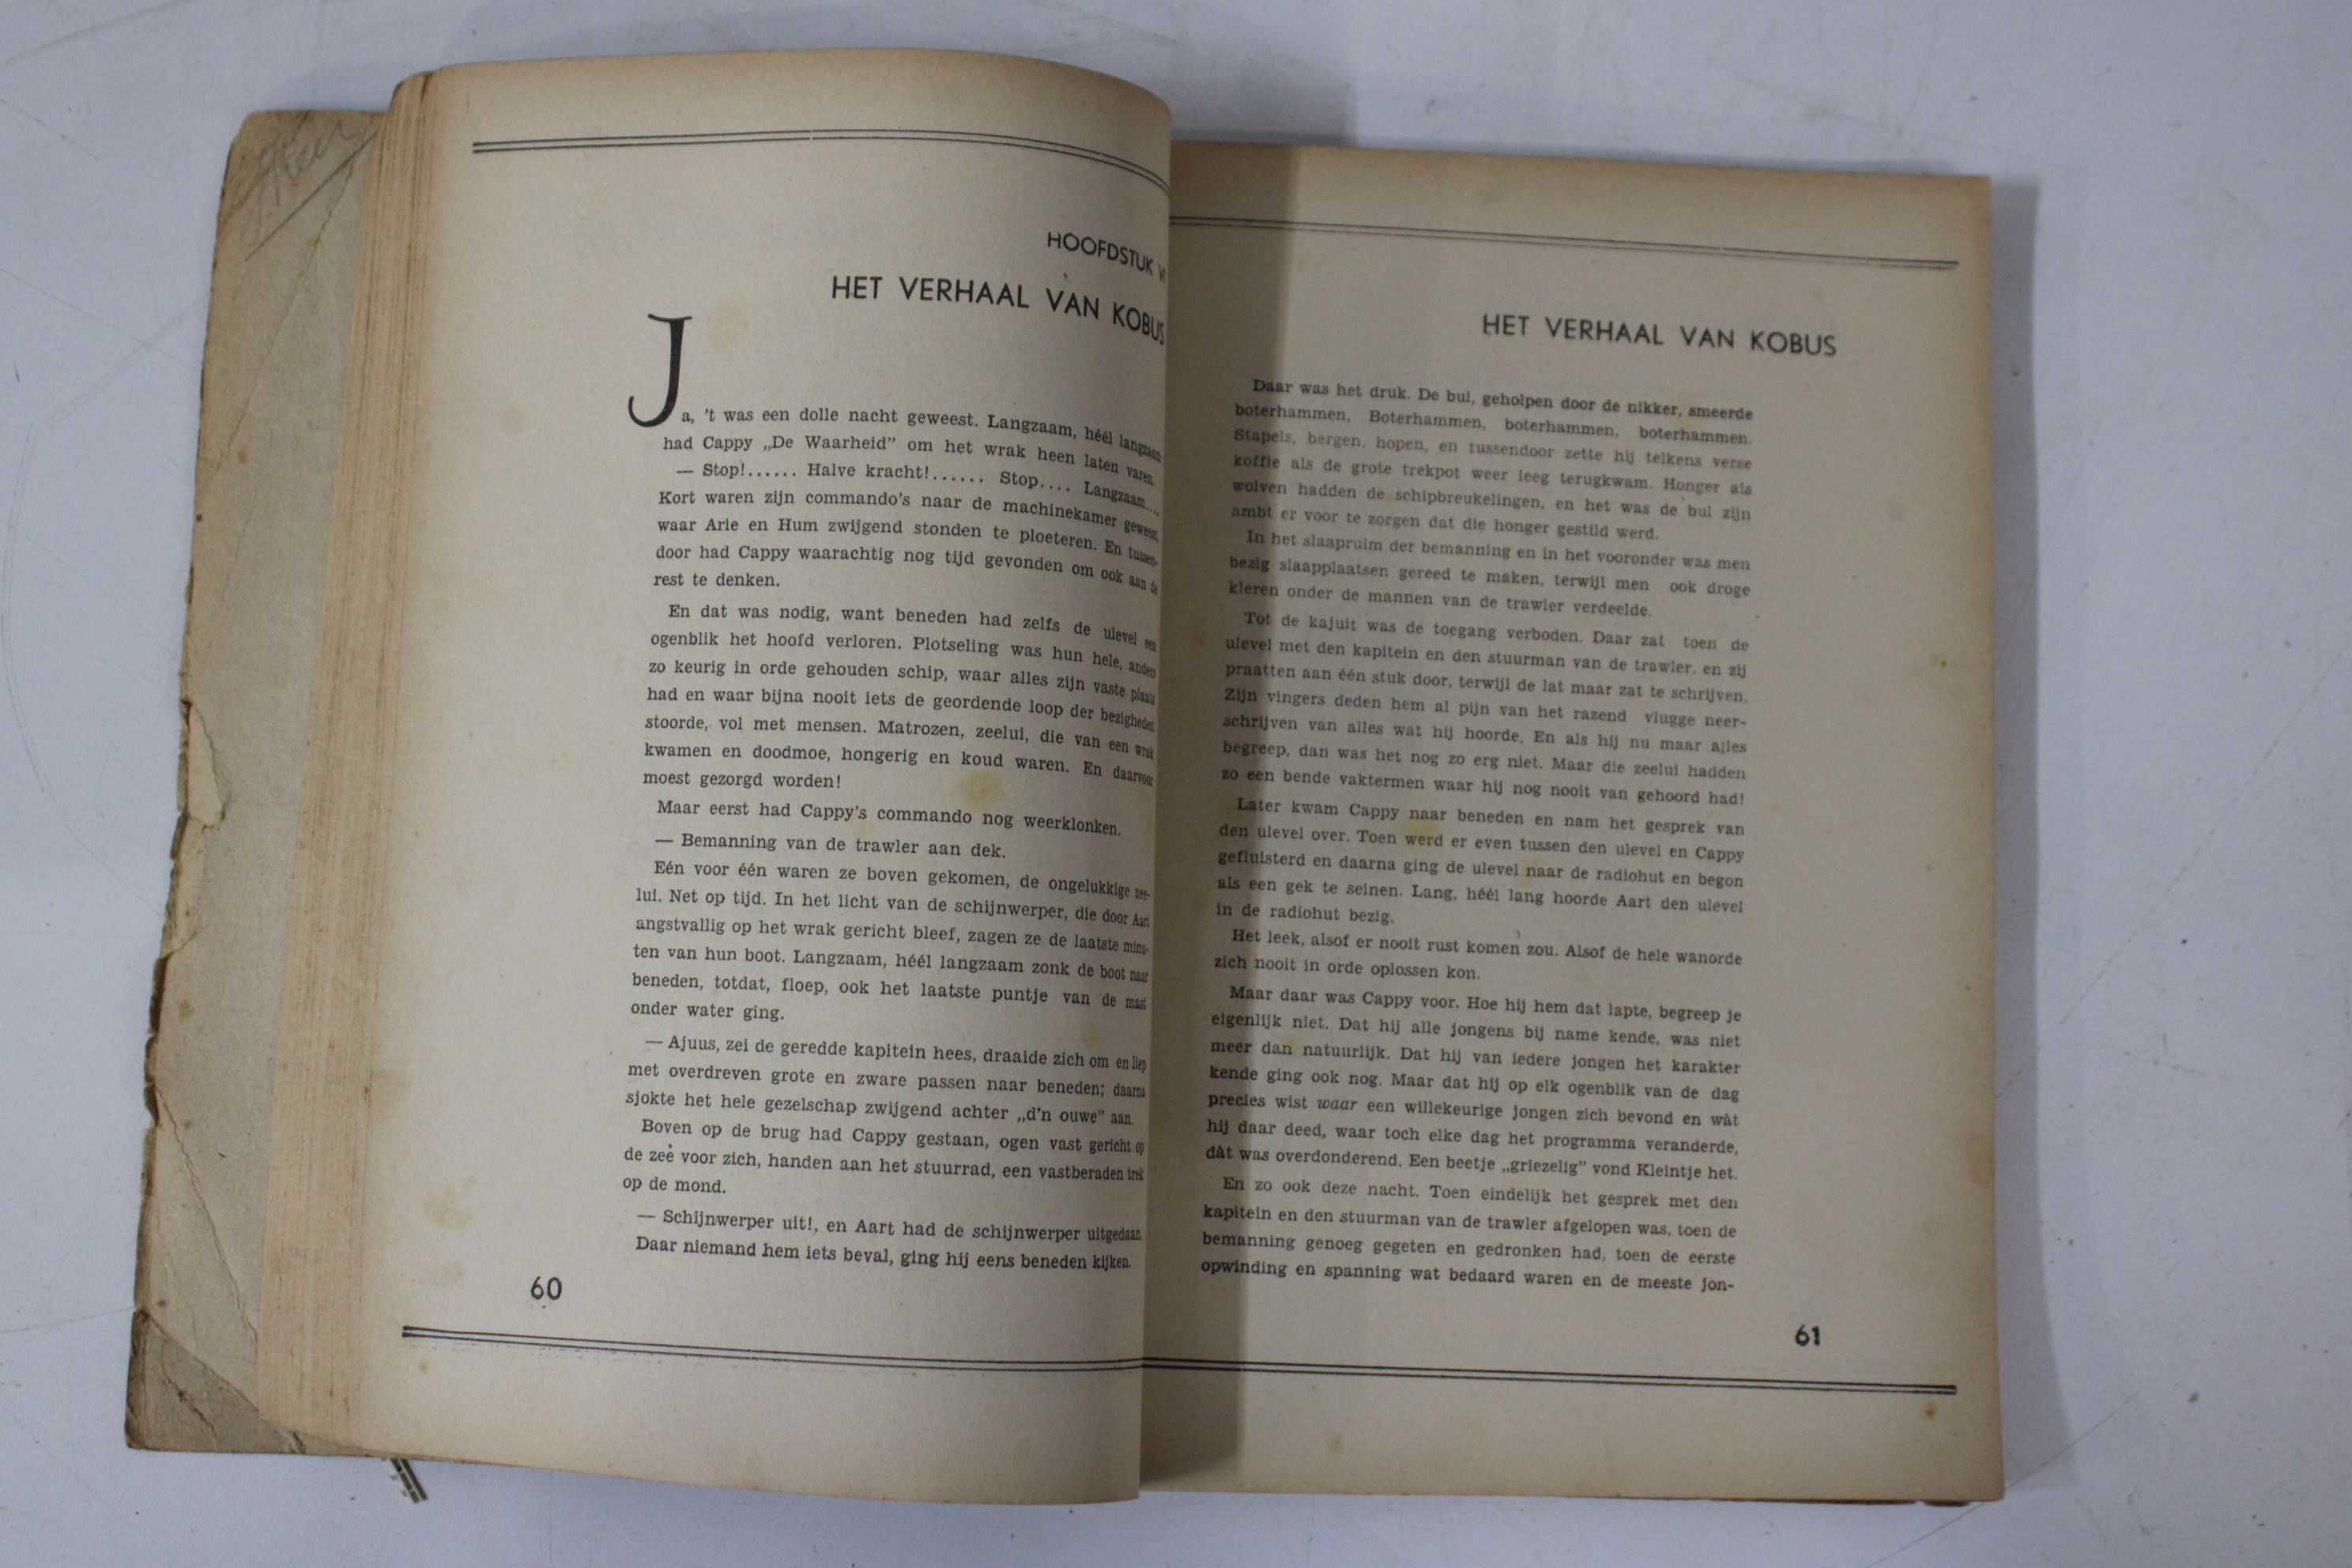 HOOFDSTUK
HET VERHAAL VAN KOBUS
Ja, 't was een dolle nacht geweest. Langzaam, héél langzaam
had Cappy „De Waarheid" om het wrak heen laten varen.
— Stop!...... Halve kracht!...... Stop.... Langzaam....
Kort waren zijn commando's naar de machinekamer geweest,
waar Arie en Hum zwijgend stonden te ploeteren. En tussen-
door had Cappy waarachtig nog tijd gevonden om ook aan de
rest te denken.
En dat was nodig, want beneden had zelfs de ulevel een
ogenblik het hoofd verloren. Plotseling was hun hele, anders
zo keurig in orde gehouden schip, waar alles zijn vaste plaats
had en waar bijna nooit iets de geordende loop der bezigheden
stoorde, vol met mensen. Matrozen, zeelui, die van een wrak
kwamen en doodmoe, hongerig en koud waren. En daarvoor
moest gezorgd worden!
Maar eerst had Cappy's commando nog weerklonken.
— Bemanning van de trawler aan dek.
Eén voor één waren ze boven gekomen, de ongelukkige zee-
lui. Net op tijd. In het licht van de schijnwerper, die door Aart
angstvallig op het wrak gericht bleef, zagen ze de laatste minu-
ten van hun boot. Langzaam, héél langzaam zonk de boot naar
beneden, totdat, floep, ook het laatste puntje van de mast
onder water ging.
— Ajuus, zei de geredde kapitein hees, draaide zich om en liep
met overdreven grote en zware passen naar beneden; daarna
sjokte het hele gezelschap zwijgend achter „d'n ouwe" aan.
Boven op de brug had Cappy gestaan, ogen vast gericht op
de zee voor zich, handen aan het stuurrad, een vastberaden trek
op de mond.
— Schijnwerper uit!, en Aart had de schijnwerper uitgedaan.
Daar niemand hem iets beval, ging hij eens beneden kijken.
60
HET VERHAAL VAN KOBUS
Daar was het druk. De bul, geholpen door de nikker, smeerde
boterhammen, Boterhammen, boterhammen, boterhammen.
Stapels, bergen, hopen, en tussendoor zette hij telkens verse
koffie als de grote trekpot weer leeg terugkwam. Honger als
wolven hadden de schipbreukelingen, en het was de bul zijn
ambt er voor te zorgen dat die honger gestild werd.
In het slaapruim der bemanning en in het vooronder was men
bezig slaapplaatsen gereed te maken, terwijl men ook droge
kleren onder de mannen van de trawler verdeelde.
Tot de kajuit was de toegang verboden. Daar zat toen de
ulevel met den kapitein en den stuurman van de trawler, en zij
praatten aan één stuk door, terwijl de lat maar zat te schrijven.
Zijn vingers deden hem al pijn van het razend vlugge neer-
schrijven van alles wat hij hoorde. En als hij nu maar alles
begreep, dan was het nog zo erg niet. Maar die zeelui hadden
zo een bende vaktermen waar hij nog nooit van gehoord had!
Later kwam Cappy naar beneden en nam het gesprek van
den ulevel over. Toen werd er even tussen den ulevel en Cappy
gefluisterd en daarna ging de ulevel naar de radiohut en begon
als een gek te seinen. Lang, héél lang hoorde Aart den ulevel
in de radiohut bezig.
Het leek, alsof er nooit rust komen zou. Alsof de hele wanorde
zich nooit in orde oplossen kon.
Maar daar was Cappy voor. Hoe hij hem dat lapte, begreep je
eigenlijk niet. Dat hij alle jongens bij name kende, was niet
meer dan natuurlijk. Dat hij van iedere jongen het karakter
kende ging ook nog. Maar dat hij op elk ogenblik van de dag
precies wist waar een willekeurige jongen zich bevond en wàt
hij daar deed, waar toch elke dag het programma veranderde,
dàt was overdonderend. Een beetje „griezelig" vond Kleintje het.
En zo ook deze nacht. Toen eindelijk het gesprek met den
kapitein en den stuurman van de trawler afgelopen was, toen de
bemanning genoeg gegeten en gedronken had, toen de eerste
opwinding en spanning wat bedaard waren en de meeste jon-
61